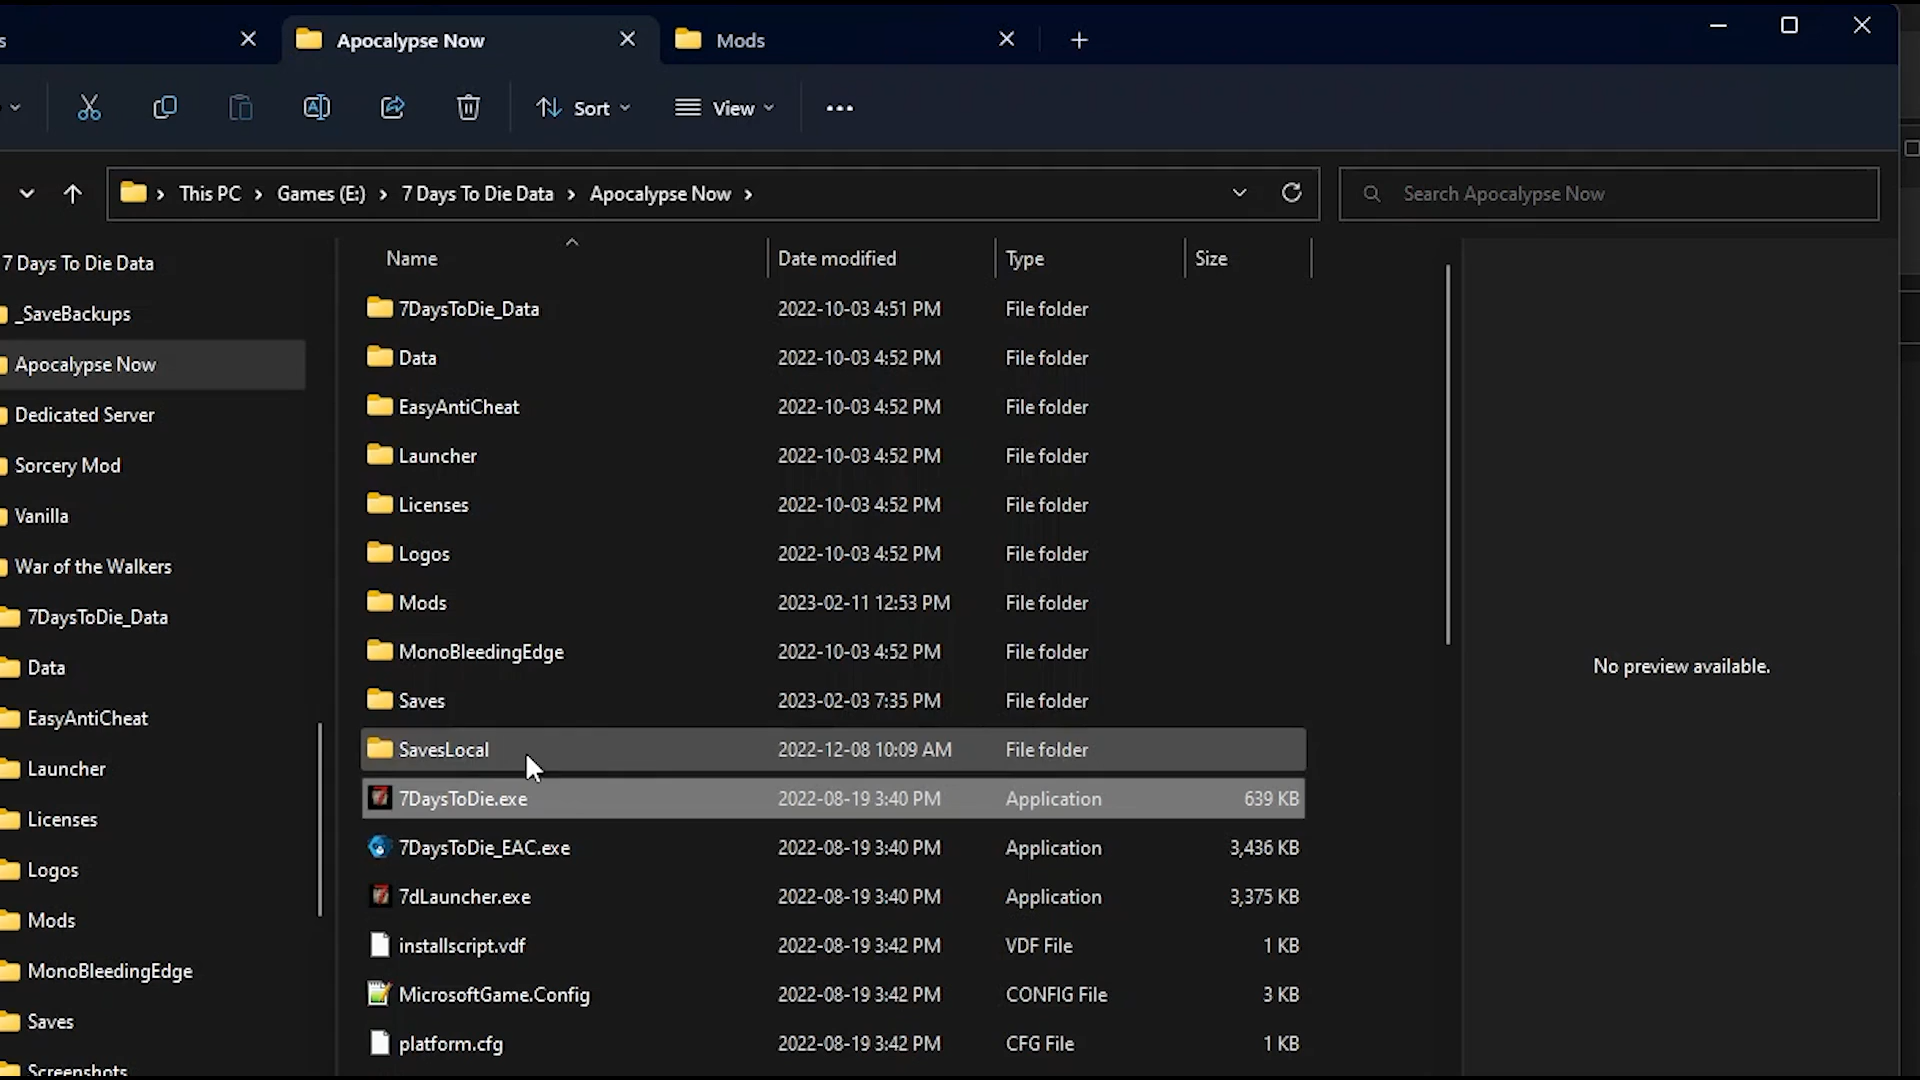 s
Apocalypse Now
Mods
Sort
View
This PC > Games (E:) > 7 Days To Die Data > Apocalypse Now >
Search Apocalypse Now
7 Days To Die Data
_SaveBackups
Apocalypse Now
Dedicated Server
Sorcery Mod
Vanilla
War of the Walkers
7DaysToDie_Data
Data
EasyAntiCheat
Launcher
Licenses
Logos
Mods
MonoBleedingEdge
Saves
Screenshots
Name Date modified Type Size
7DaysToDie_Data 2022-10-03 4:51 PM File folder
Data 2022-10-03 4:52 PM File folder
EasyAntiCheat 2022-10-03 4:52 PM File folder
Launcher 2022-10-03 4:52 PM File folder
Licenses 2022-10-03 4:52 PM File folder
Logos 2022-10-03 4:52 PM File folder
Mods 2023-02-11 12:53 PM File folder
MonoBleedingEdge 2022-10-03 4:52 PM File folder
Saves 2023-02-03 7:35 PM File folder
SavesLocal 2022-12-08 10:09 AM File folder
7DaysToDie.exe 2022-08-19 3:40 PM Application 639 KB
7DaysToDie_EAC.exe 2022-08-19 3:40 PM Application 3,436 KB
7dLauncher.exe 2022-08-19 3:40 PM Application 3,375 KB
installscript.vdf 2022-08-19 3:42 PM VDF File 1 KB
MicrosoftGame.Config 2022-08-19 3:42 PM CONFIG File 3 KB
platform.cfg 2022-08-19 3:42 PM CFG File 1 KB
No preview available.